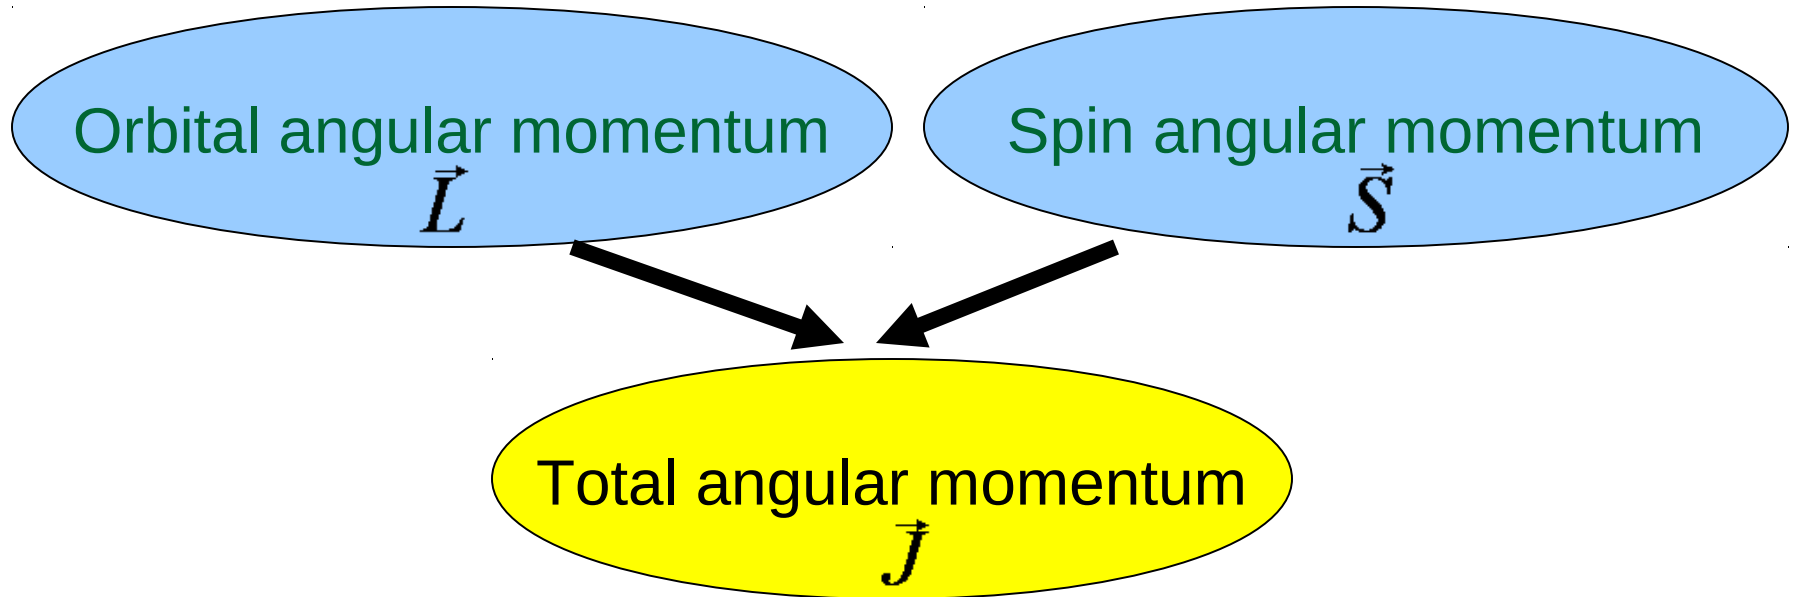 Orbital angular momentum
L⃗
Spin angular momentum
S⃗
Total angular momentum
J⃗